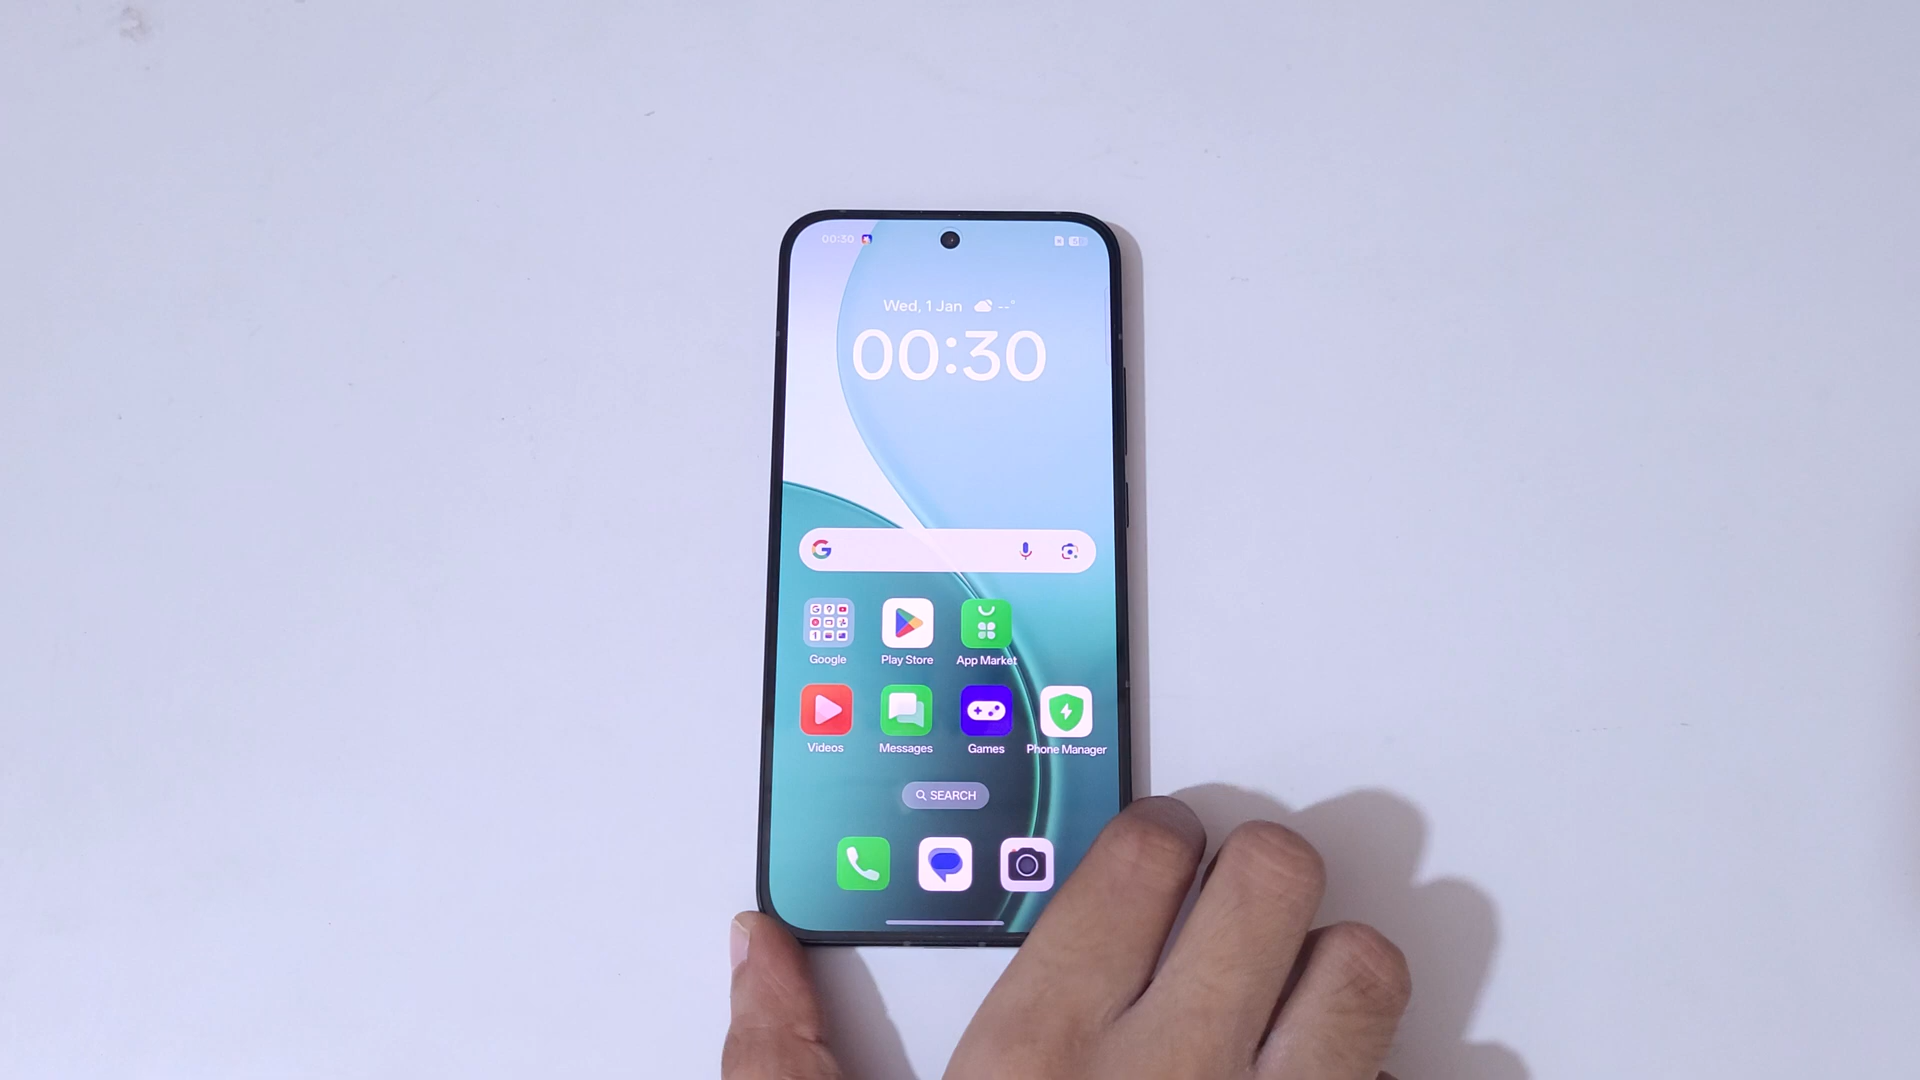 00:30
Wed, 1 Jan --°
00:30
Google Play Store App Market
Videos Messages Games Phone Manager
SEARCH